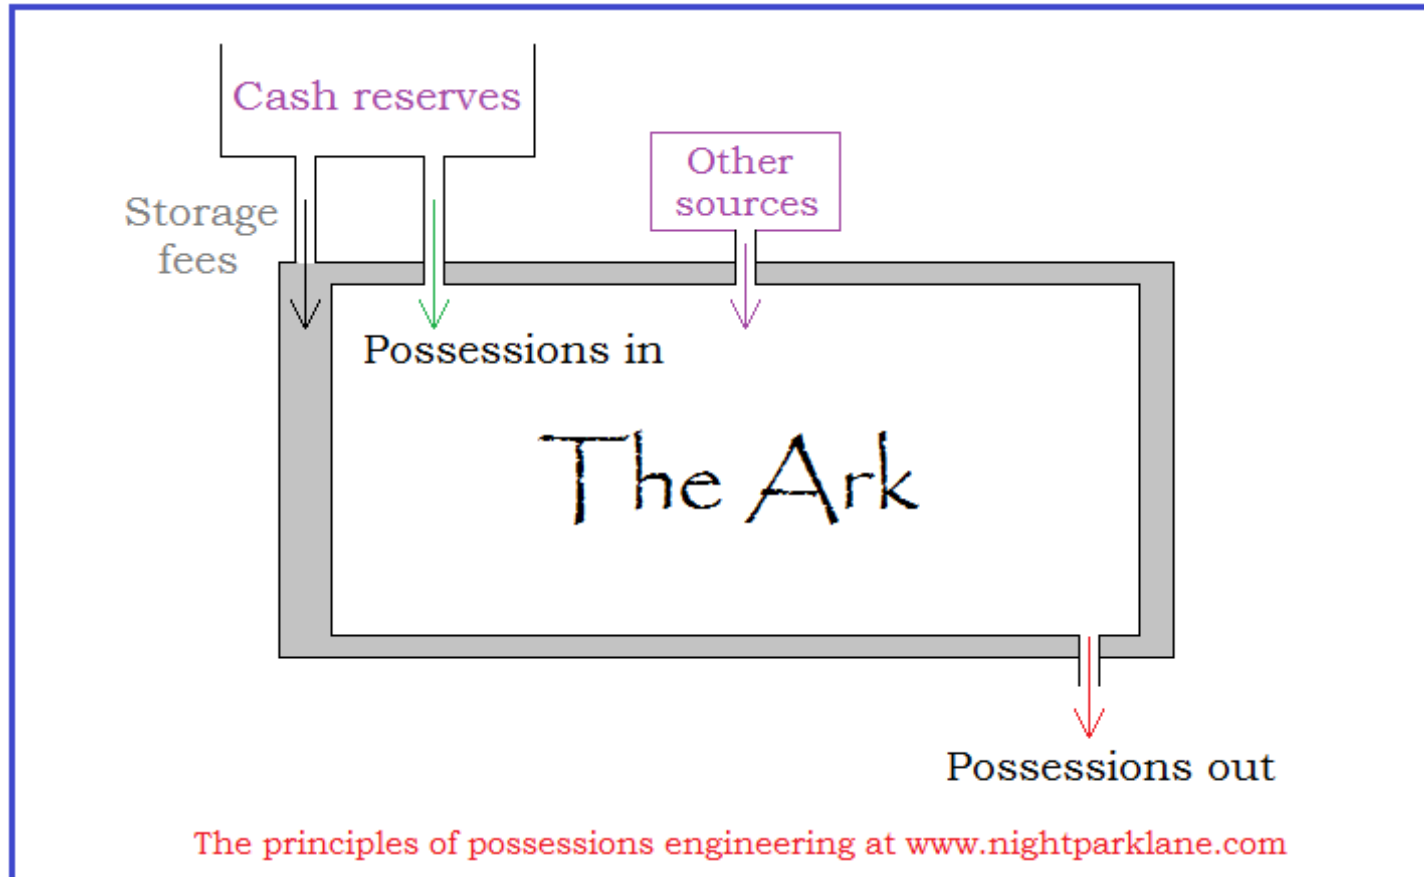 Cash reserves
Other
sources
Storage
fees
Possessions in
The Ark
Possessions out
The principles of possessions engineering at www.nightparklane.com